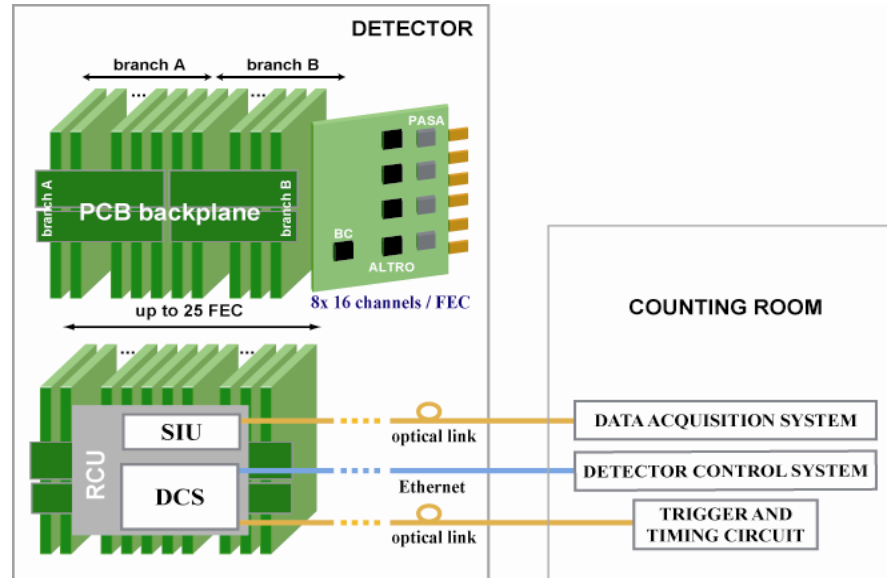 DETECTOR
branch A
branch B
...
...
PASA
branch A
PCB backplane
branch B
BC
ALTRO
8x 16 channels / FEC
up to 25 FEC
COUNTING ROOM
...
...
RCU
SIU
DCS
optical link
Ethernet
optical link
DATA ACQUISITION SYSTEM
DETECTOR CONTROL SYSTEM
TRIGGER AND
TIMING CIRCUIT